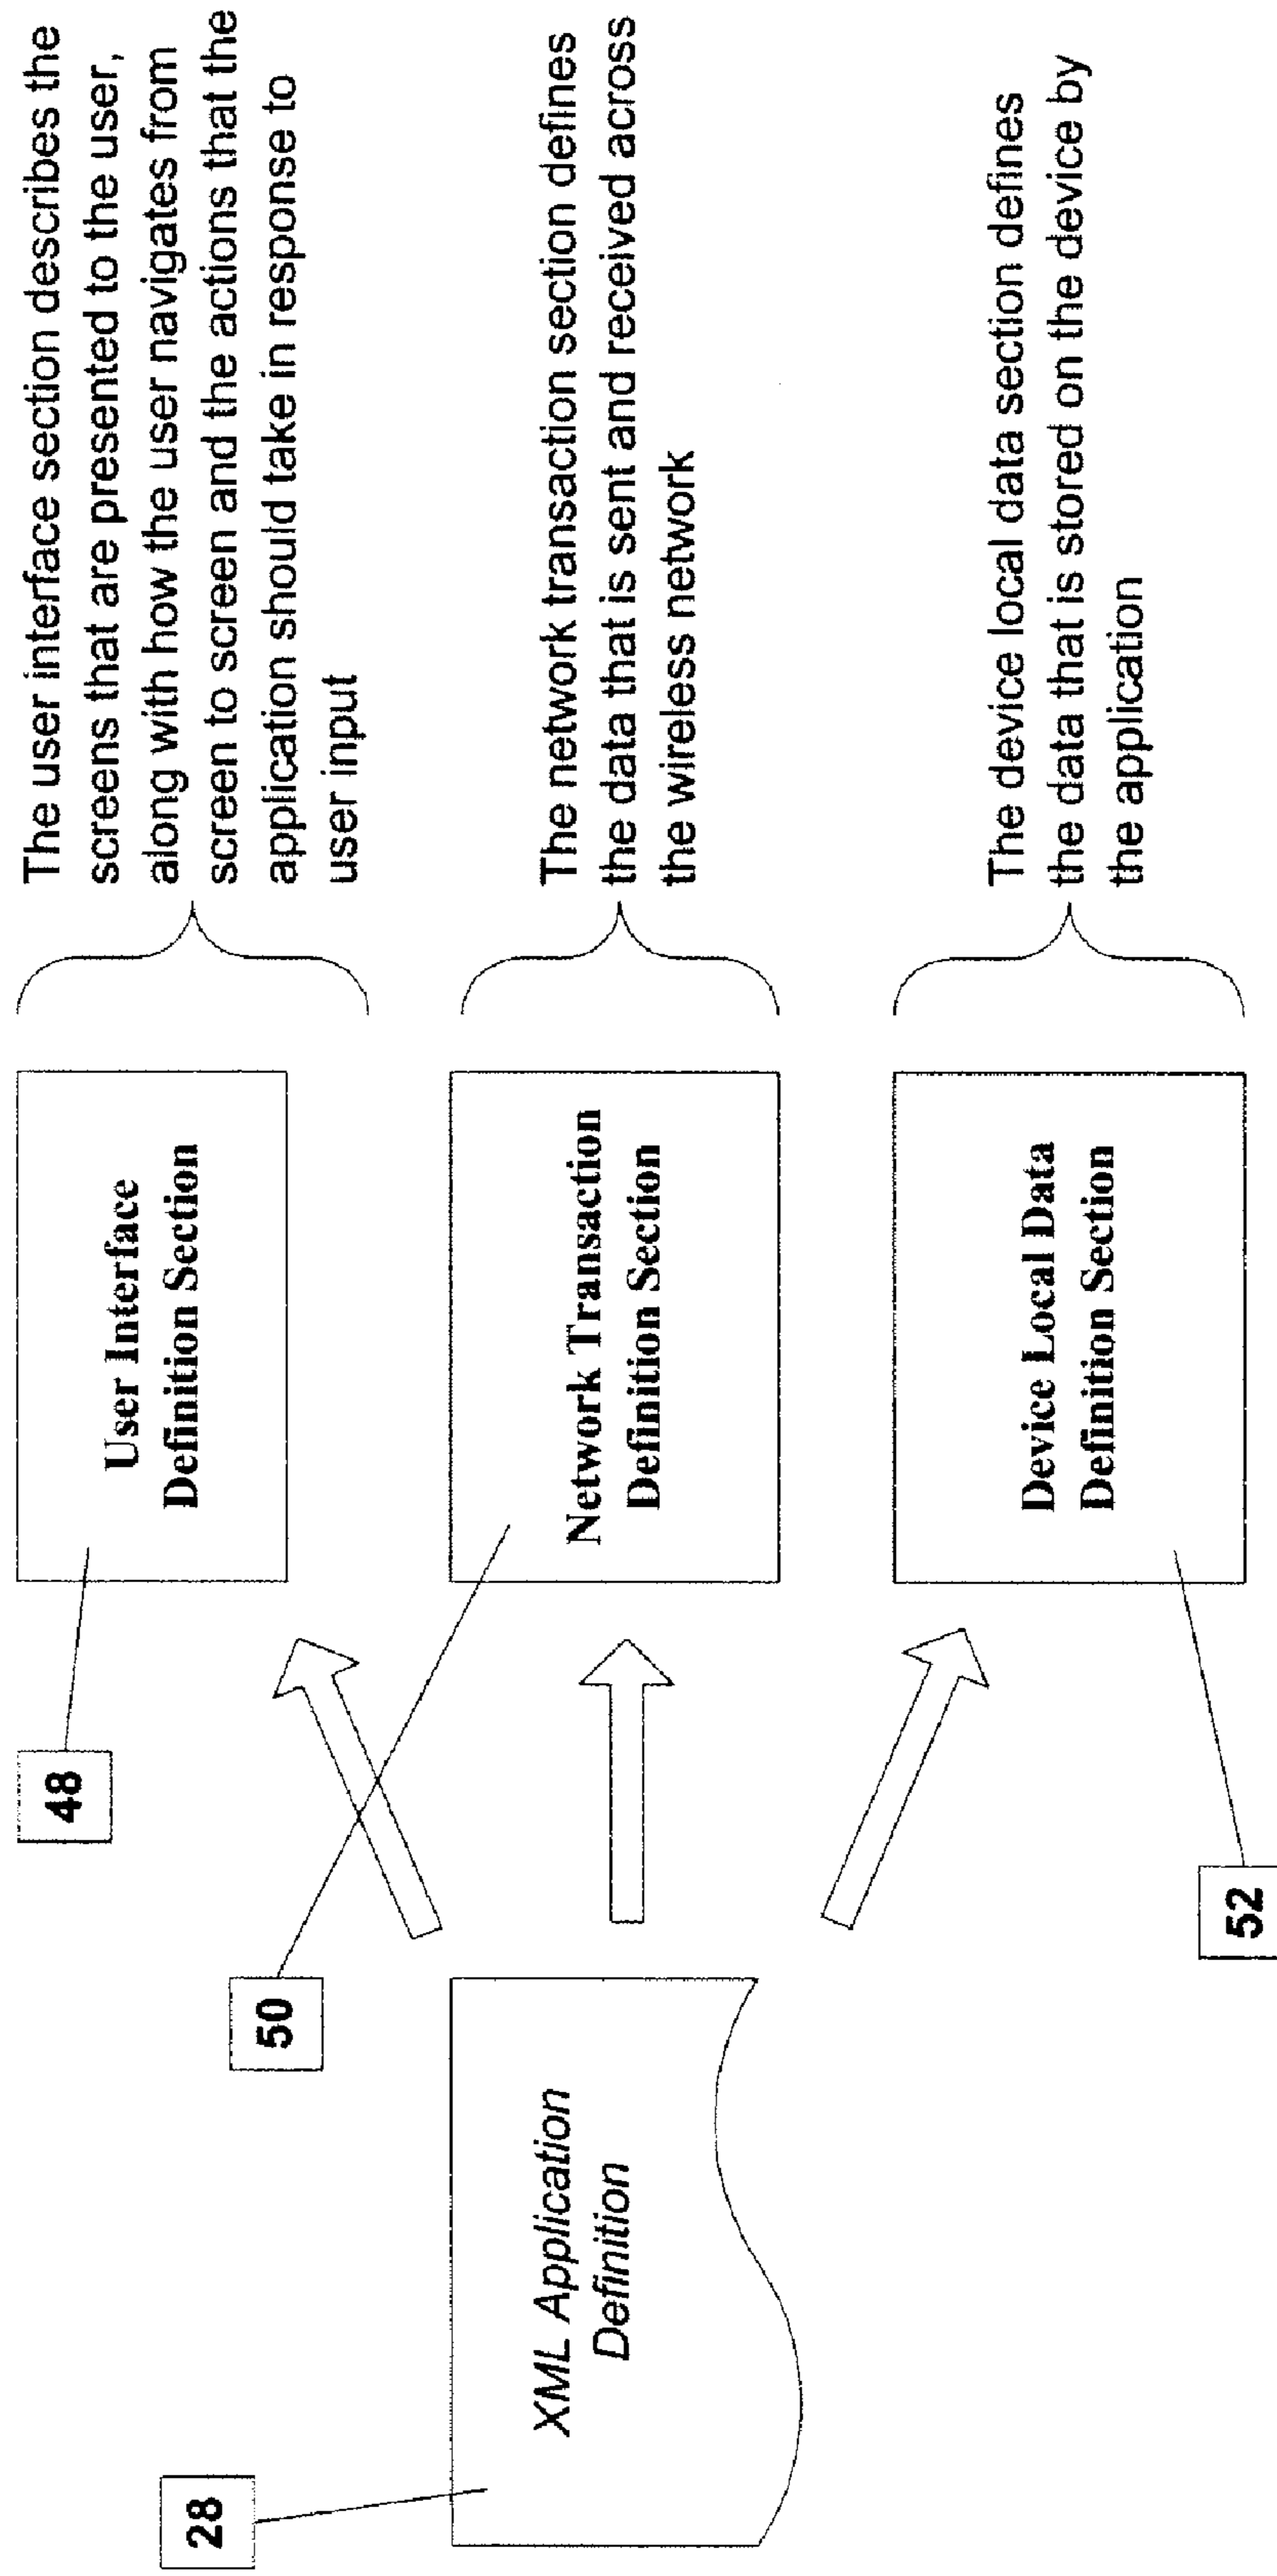 28
XML Application
Definition
48
50
52
User Interface
Definition Section
Network Transaction
Definition Section
Device Local Data
Definition Section
The user interface section describes the
screens that are presented to the user,
along with how the user navigates from
screen to screen and the actions that the
application should take in response to
user input
The network transaction section defines
the data that is sent and received across
the wireless network
The device local data section defines
the data that is stored on the device by
the application